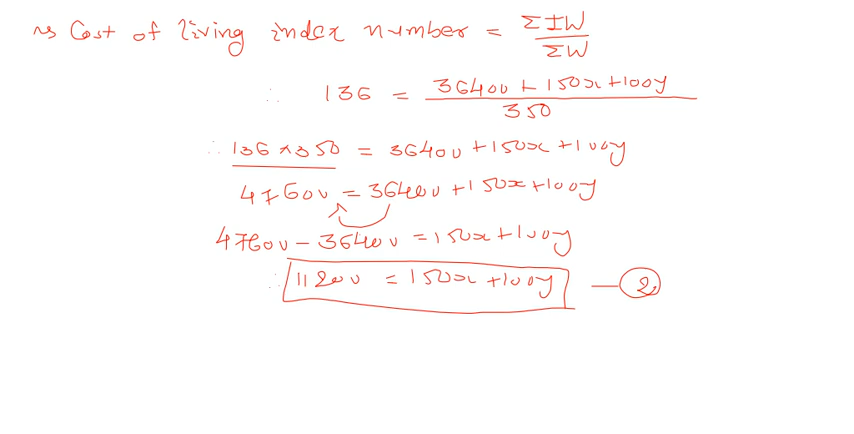 ⇝ Cost of living index number = ΣIW / ΣW
∴ 136 = 36400 + 150x + 100y / 350
∴ 136 × 350 = 36400 + 150x + 100y
47600 = 36400 + 150x + 100y
47600 − 36400 = 150x + 100y
∴ 11200 = 150x + 100y — 2